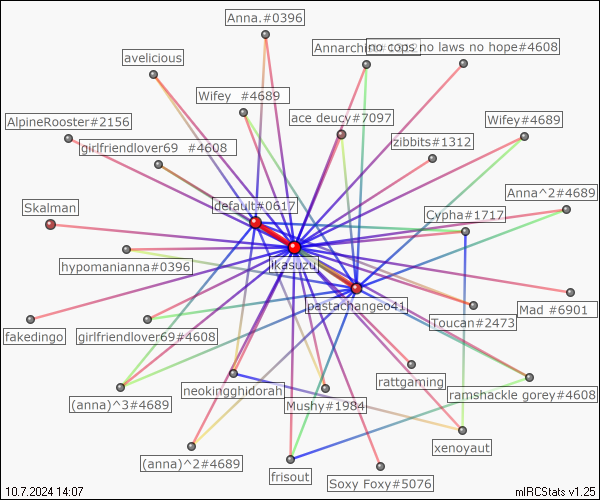 Anna.#0396
Annarchino
no cops no laws no hope#4608
avelicious
Wifey  #4689
ace deucy#7097
AlpineRooster#2156
Wifey#4689
zibbits#1312
girlfriendlover69  #4608
Anna^2#4689
Skalman
default#0617
Cypha#1717
hypomanianna#0396
ikasuzu
pastachangeo41
Mad #6901
Toucan#2473
fakedingo
girlfriendlover69#4608
rattgaming
neokingghidorah
ramshackle gorey#4608
(anna)^3#4689
Mushy#1984
xenoyaut
(anna)^2#4689
frisout
Soxy Foxy#5076
10.7.2024 14:07
mIRCStats v1.25